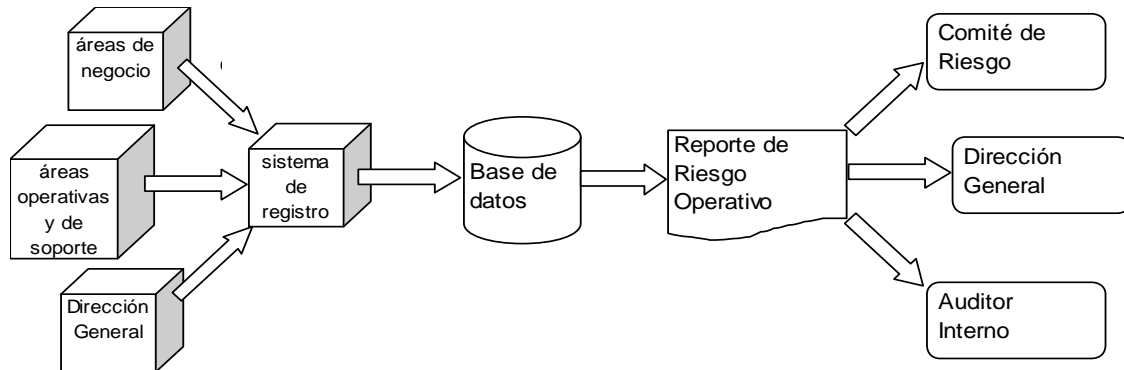 áreas de
negocio
áreas
operativas
y de
soporte
Dirección
General
sistema
de
registro
Base de
datos
Reporte de
Riesgo
Operativo
Comité de
Riesgo
Dirección
General
Auditor
Interno